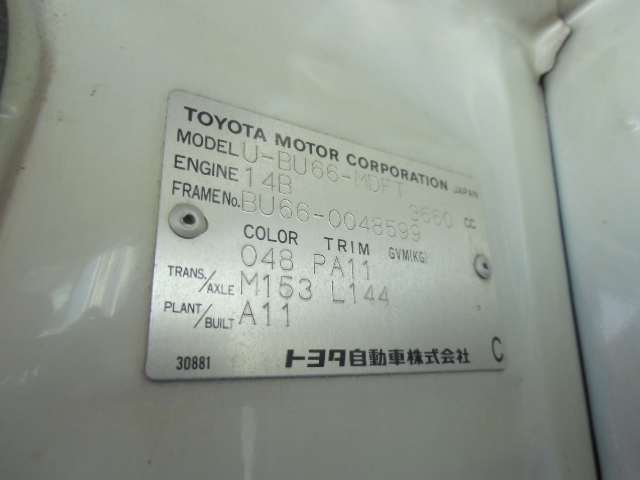 TOYOTA MOTOR CORPORATION JAPAN
MODEL U-BU66-MDFT
ENGINE 14B 3660 CC
FRAME No. BU66-0048599
COLOR TRIM GVM(KG)
048 PA11
TRANS./AXLE M153 L144
PLANT/BUILT A11
30881 トヨタ自動車株式会社 C